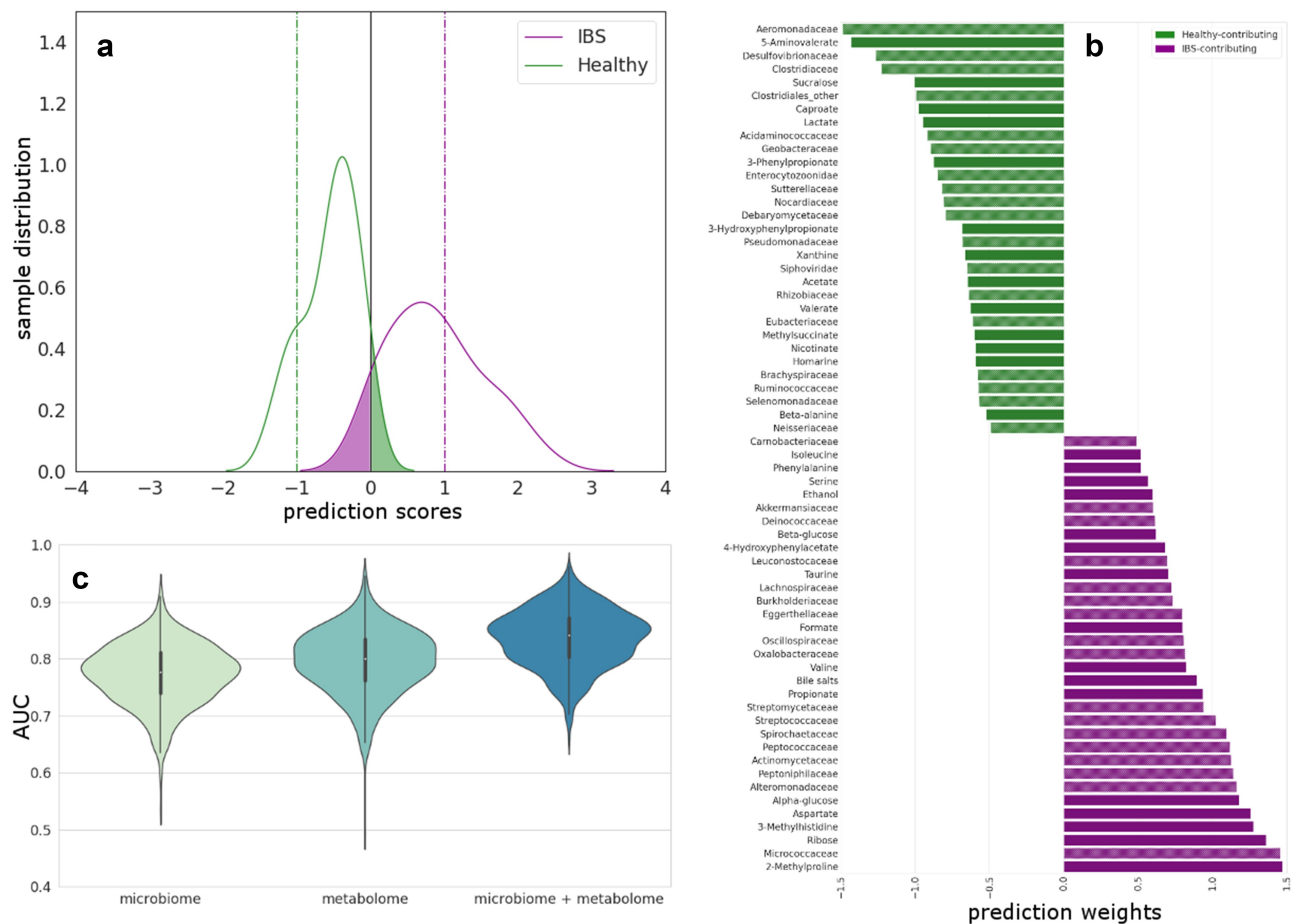 a
IBS
Healthy
1.4
1.2
1.0
0.8
0.6
0.4
0.2
0.0
sample distribution
−4 −3 −2 −1 0 1 2 3 4
prediction scores
b
Healthy-contributing
IBS-contributing
Aeromonadaceae
5-Aminovalerate
Desulfovibrionaceae
Clostridiaceae
Sucralose
Clostridiales_other
Caproate
Lactate
Acidaminococcaceae
Geobacteraceae
3-Phenylpropionate
Enterocytozoonidae
Sutterellaceae
Nocardiaceae
Debaryomycetaceae
3-Hydroxyphenylpropionate
Pseudomonadaceae
Xanthine
Siphoviridae
Acetate
Rhizobiaceae
Valerate
Eubacteriaceae
Methylsuccinate
Nicotinate
Homarine
Brachyspiraceae
Ruminococcaceae
Selenomonadaceae
Beta-alanine
Neisseriaceae
Carnobacteriaceae
Isoleucine
Phenylalanine
Serine
Ethanol
Akkermansiaceae
Deinococcaceae
Beta-glucose
4-Hydroxyphenylacetate
Leuconostocaceae
Taurine
Lachnospiraceae
Burkholderiaceae
Eggerthellaceae
Formate
Oscillospiraceae
Oxalobacteraceae
Valine
Bile salts
Propionate
Streptomycetaceae
Streptococcaceae
Spirochaetaceae
Peptococcaceae
Actinomycetaceae
Peptoniphilaceae
Alteromonadaceae
Alpha-glucose
Aspartate
3-Methylhistidine
Ribose
Micrococcaceae
2-Methylproline
−1.5 −1.0 −0.5 0.0 0.5 1.0 1.5
prediction weights
c
1.0
0.9
0.8
0.7
0.6
0.5
0.4
AUC
microbiome metabolome microbiome + metabolome